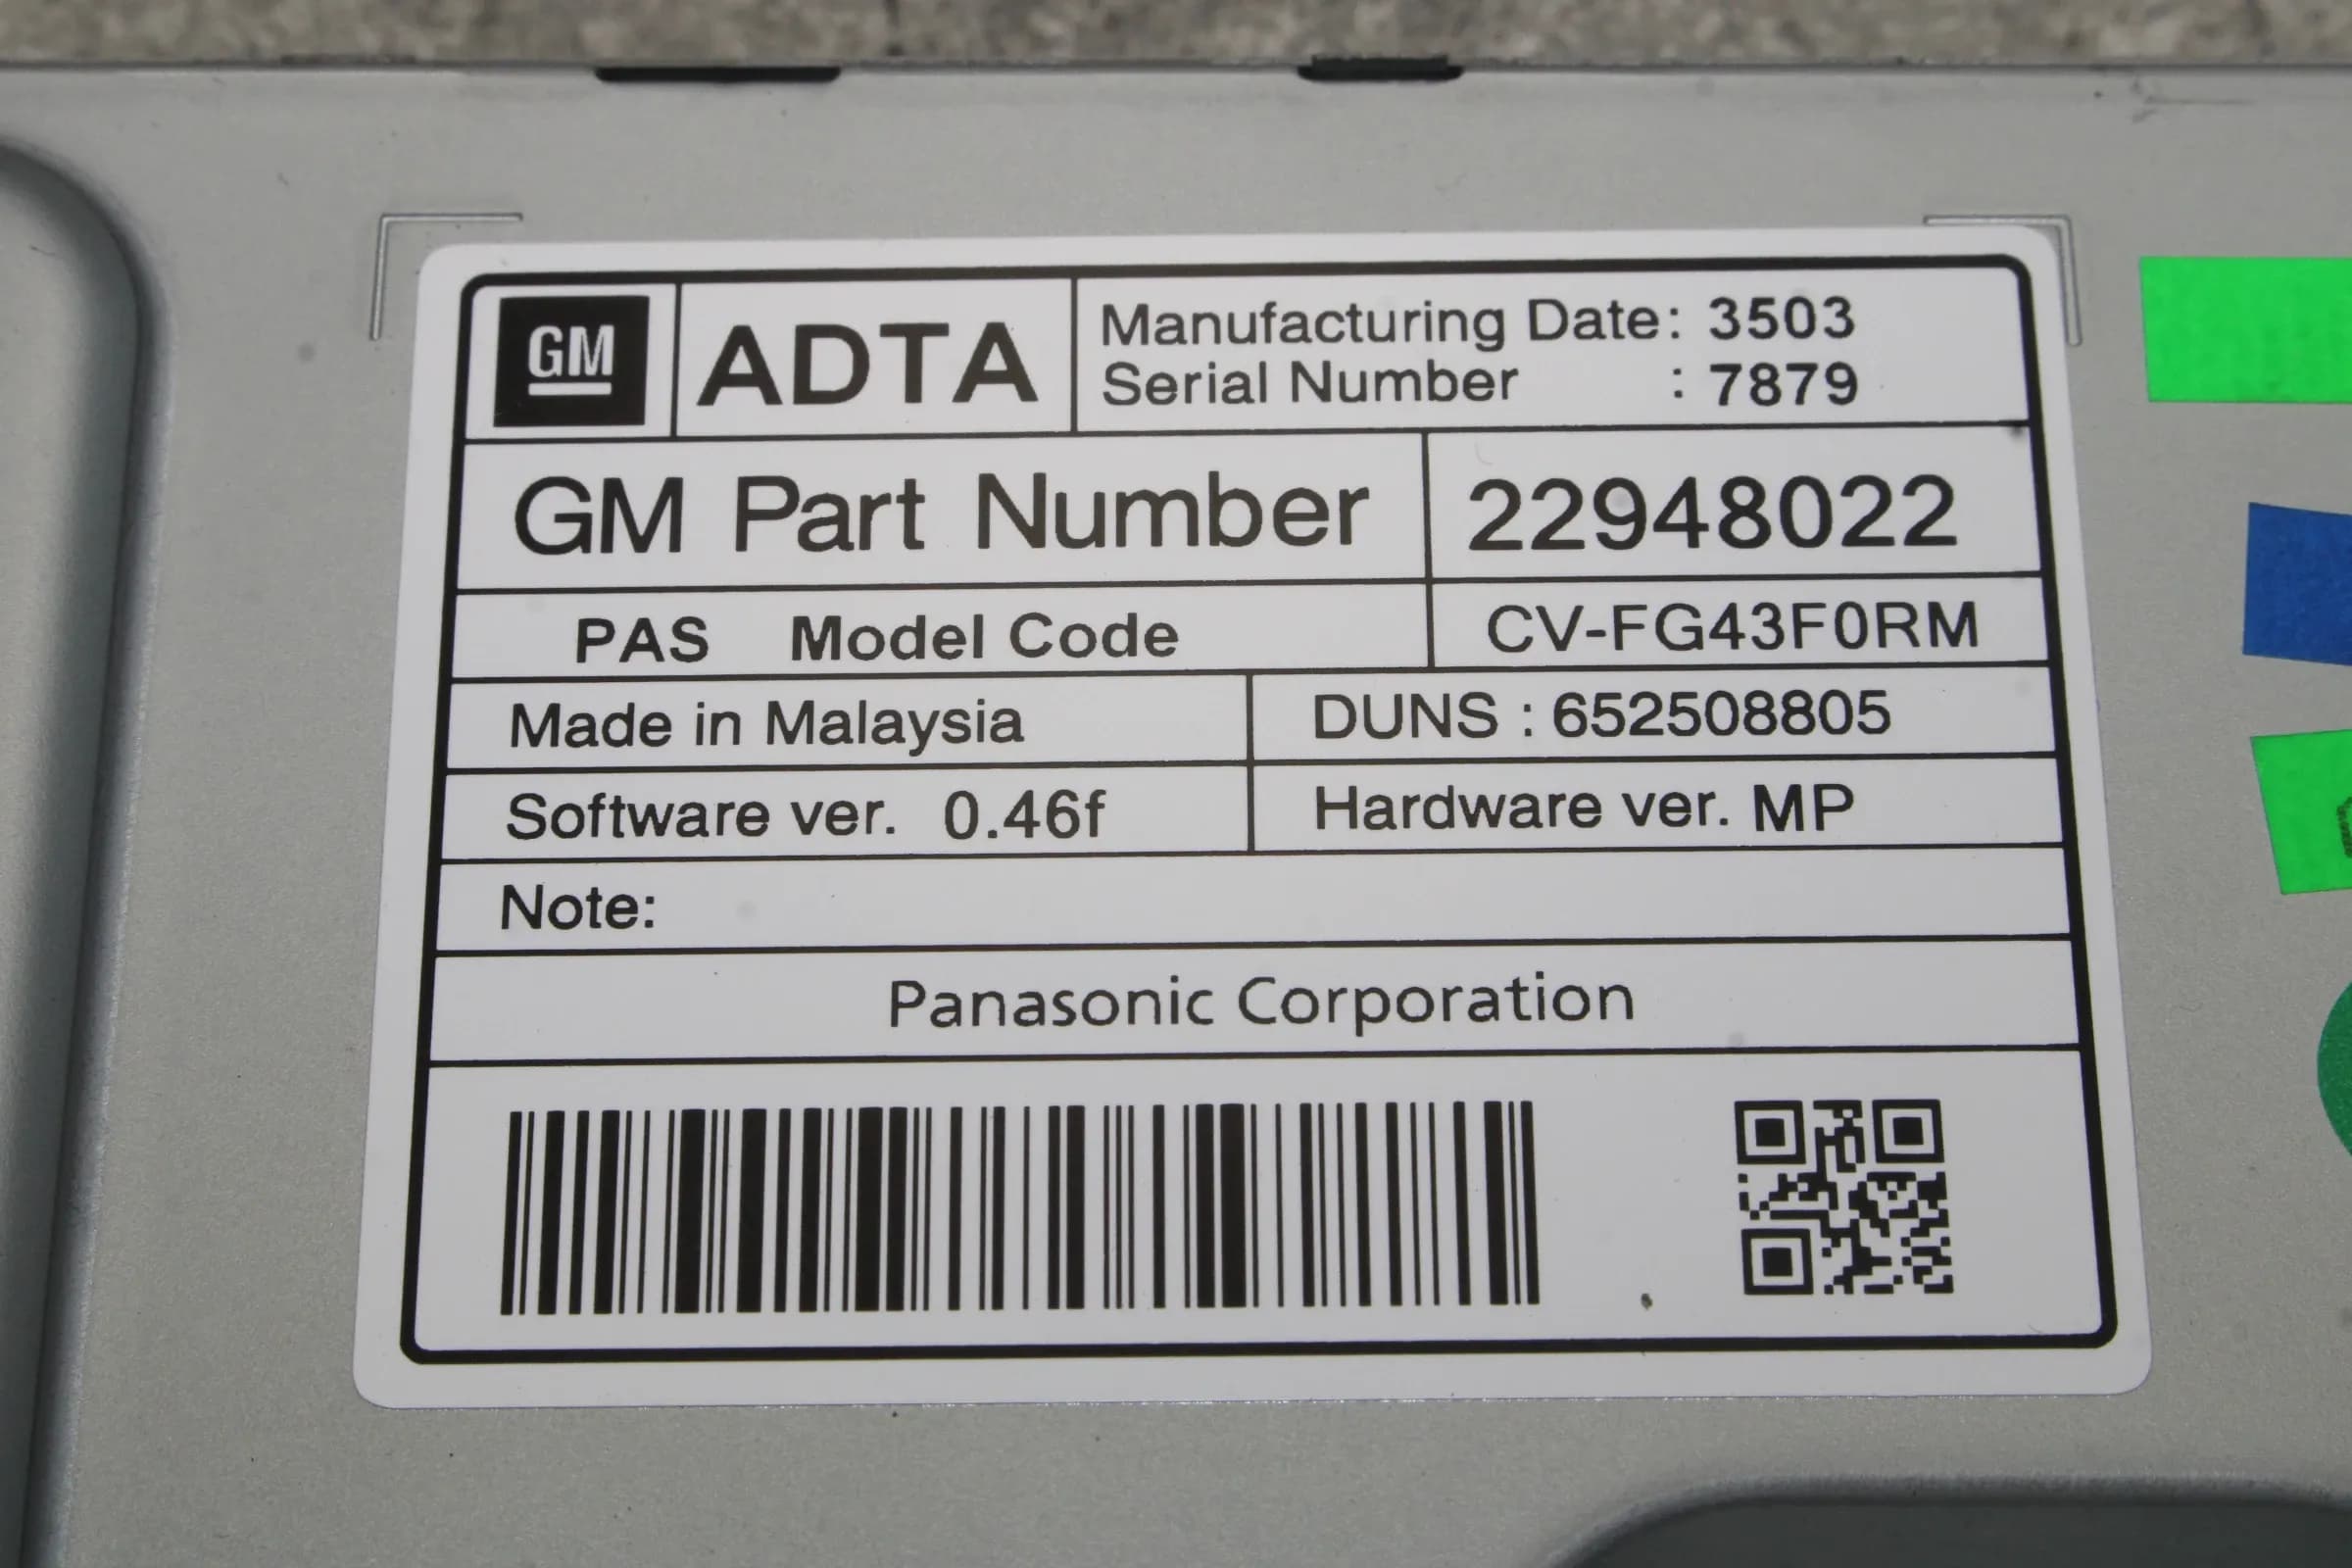 GM
ADTA
Manufacturing Date: 3503
Serial Number : 7879
GM Part Number 22948022
PAS Model Code CV-FG43F0RM
Made in Malaysia DUNS : 652508805
Software ver. 0.46f Hardware ver. MP
Note:
Panasonic Corporation